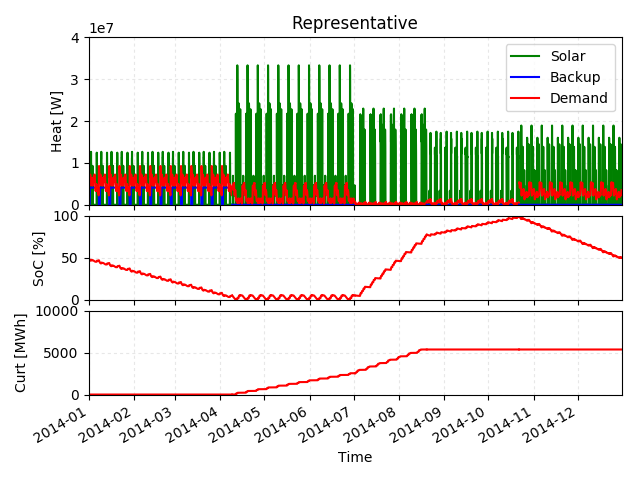 Representative
1e7
4
3
2
1
0
Heat [W]
Solar
Backup
Demand
100
50
0
SoC [%]
10000
5000
0
Curt [MWh]
2014-01
2014-02
2014-03
2014-04
2014-05
2014-06
2014-07
2014-08
2014-09
2014-10
2014-11
2014-12
Time